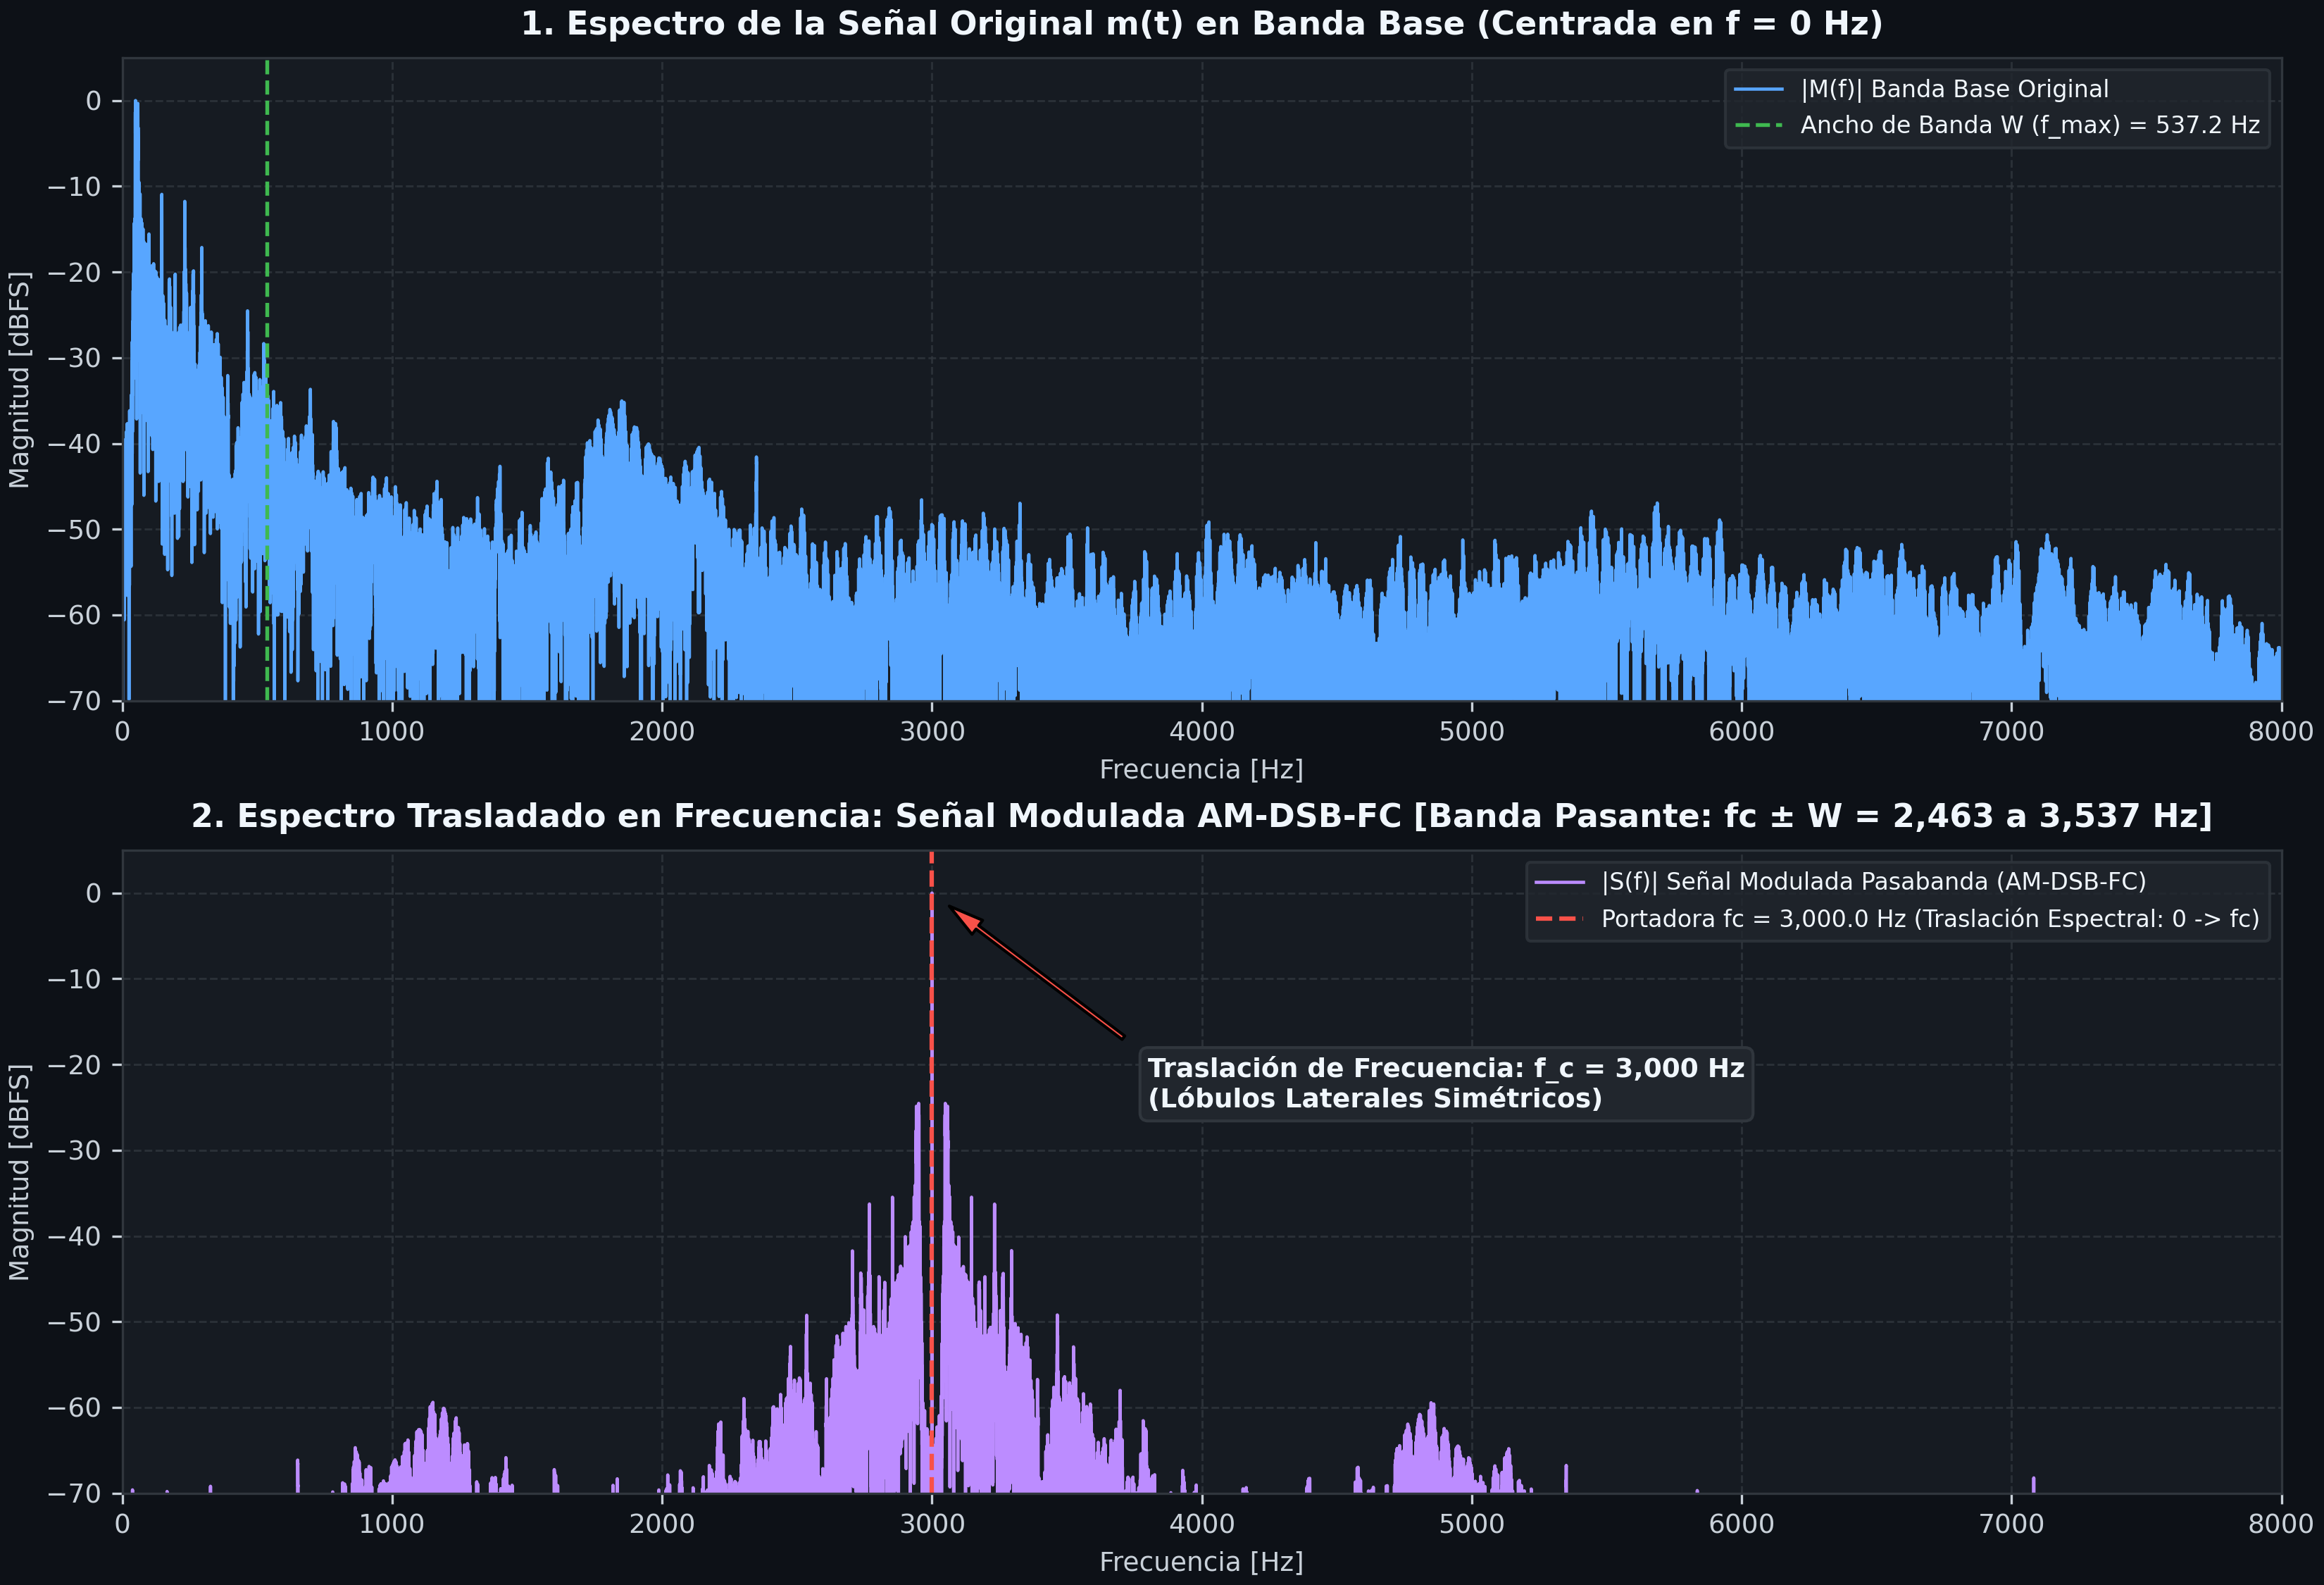 1. Espectro de la Señal Original m(t) en Banda Base (Centrada en f = 0 Hz)
|M(f)| Banda Base Original
Ancho de Banda W (f_max) = 537.2 Hz
Magnitud [dBFS]
0
−10
−20
−30
−40
−50
−60
−70
0 1000 2000 3000 4000 5000 6000 7000 8000
Frecuencia [Hz]
2. Espectro Trasladado en Frecuencia: Señal Modulada AM-DSB-FC [Banda Pasante: fc ± W = 2,463 a 3,537 Hz]
|S(f)| Señal Modulada Pasabanda (AM-DSB-FC)
Portadora fc = 3,000.0 Hz (Traslación Espectral: 0 -> fc)
Traslación de Frecuencia: f_c = 3,000 Hz
(Lóbulos Laterales Simétricos)
Magnitud [dBFS]
0
−10
−20
−30
−40
−50
−60
−70
0 1000 2000 3000 4000 5000 6000 7000 8000
Frecuencia [Hz]